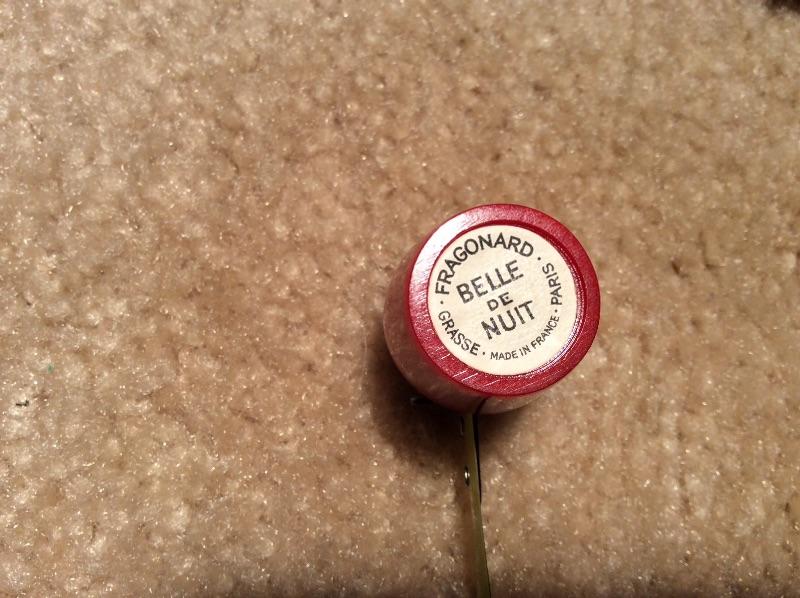 FRAGONARD
BELLE
DE
NUIT
GRASSE · MADE IN FRANCE · PARIS